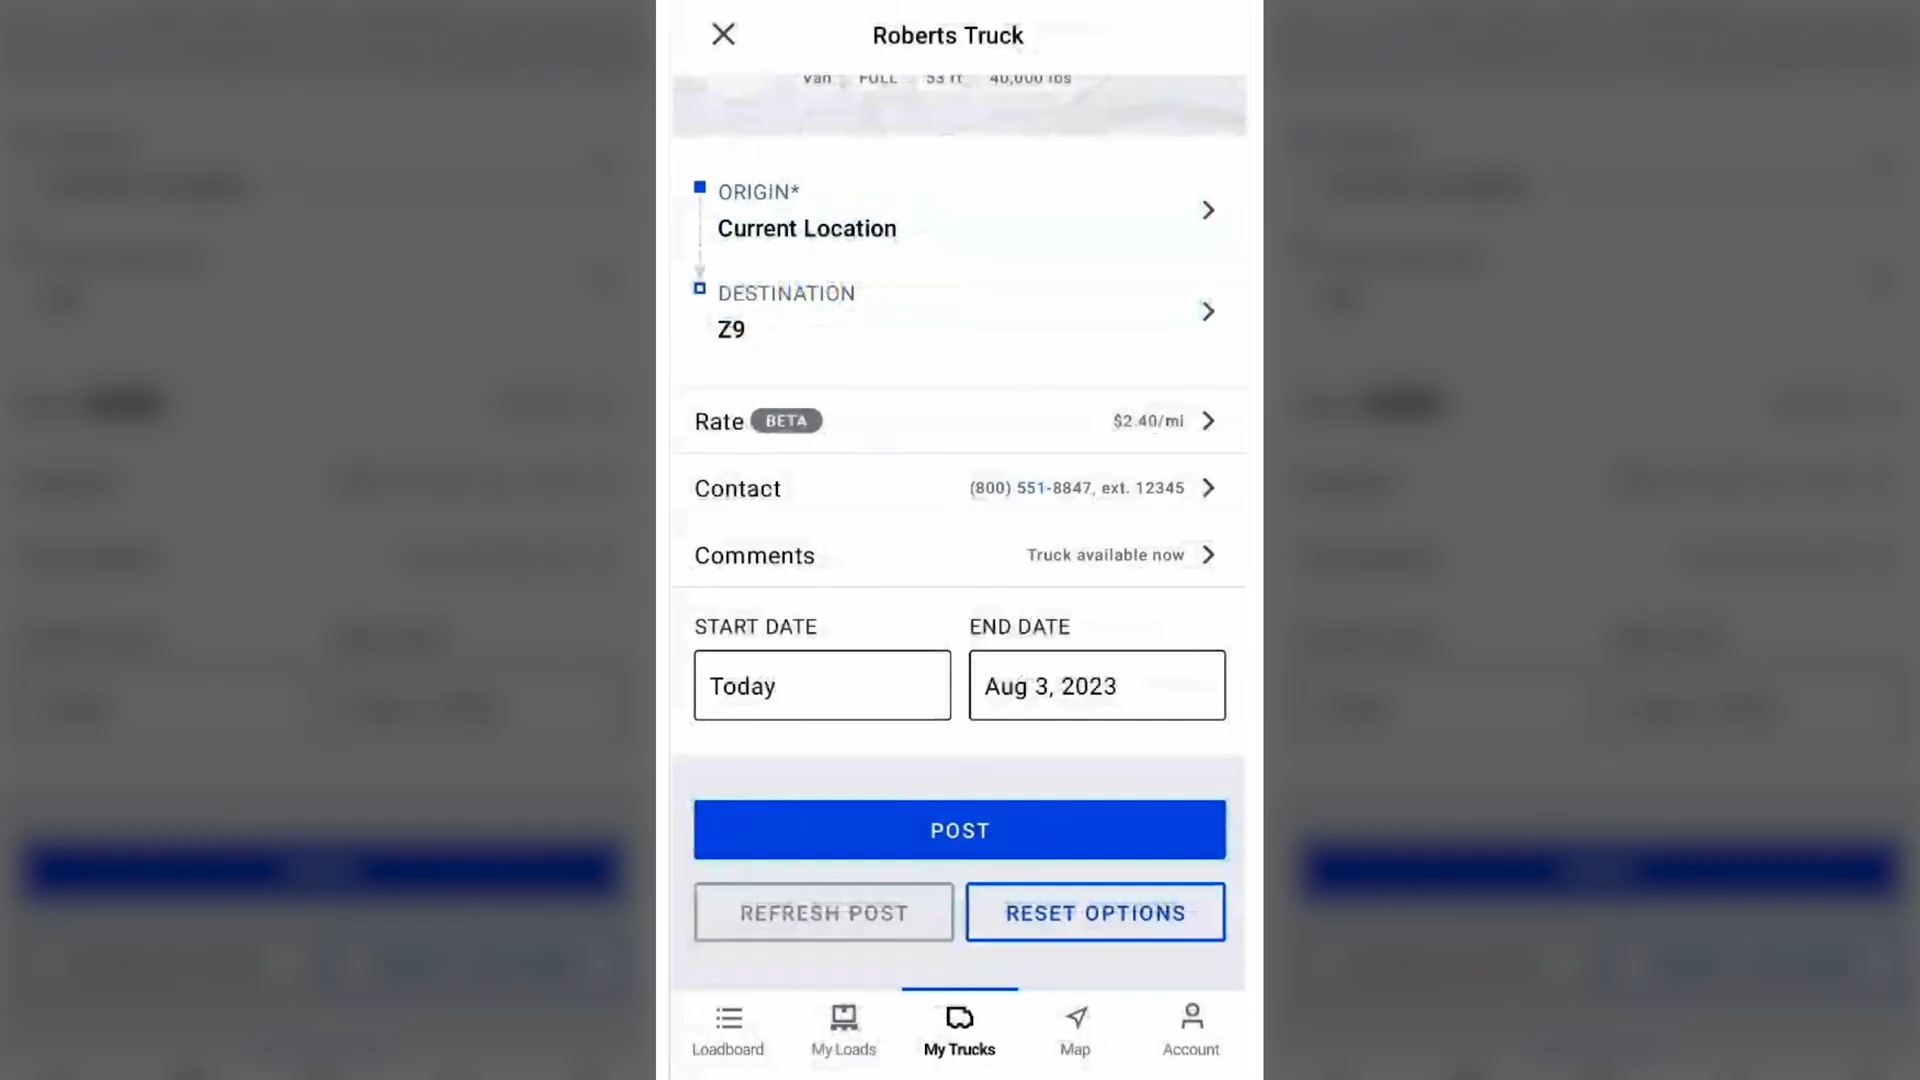 Roberts Truck
Van FULL 53 ft 40,000 lbs
ORIGIN*
Current Location
DESTINATION
Z9
Rate BETA $2.40/mi
Contact (800) 551-8847, ext. 12345
Comments Truck available now
START DATE END DATE
Today Aug 3, 2023
POST
REFRESH POST RESET OPTIONS
Loadboard My Loads My Trucks Map Account